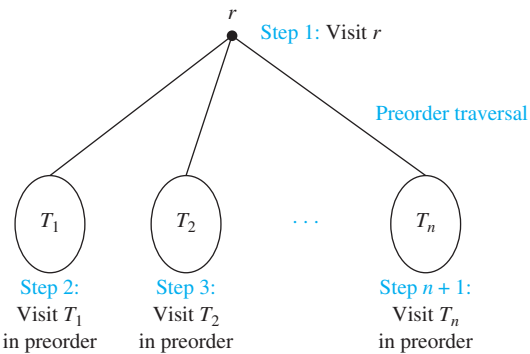 r
Step 1: Visit r
Preorder traversal
T₁
T₂
. . .
Tₙ
Step 2:
Visit T₁
in preorder
Step 3:
Visit T₂
in preorder
Step n + 1:
Visit Tₙ
in preorder